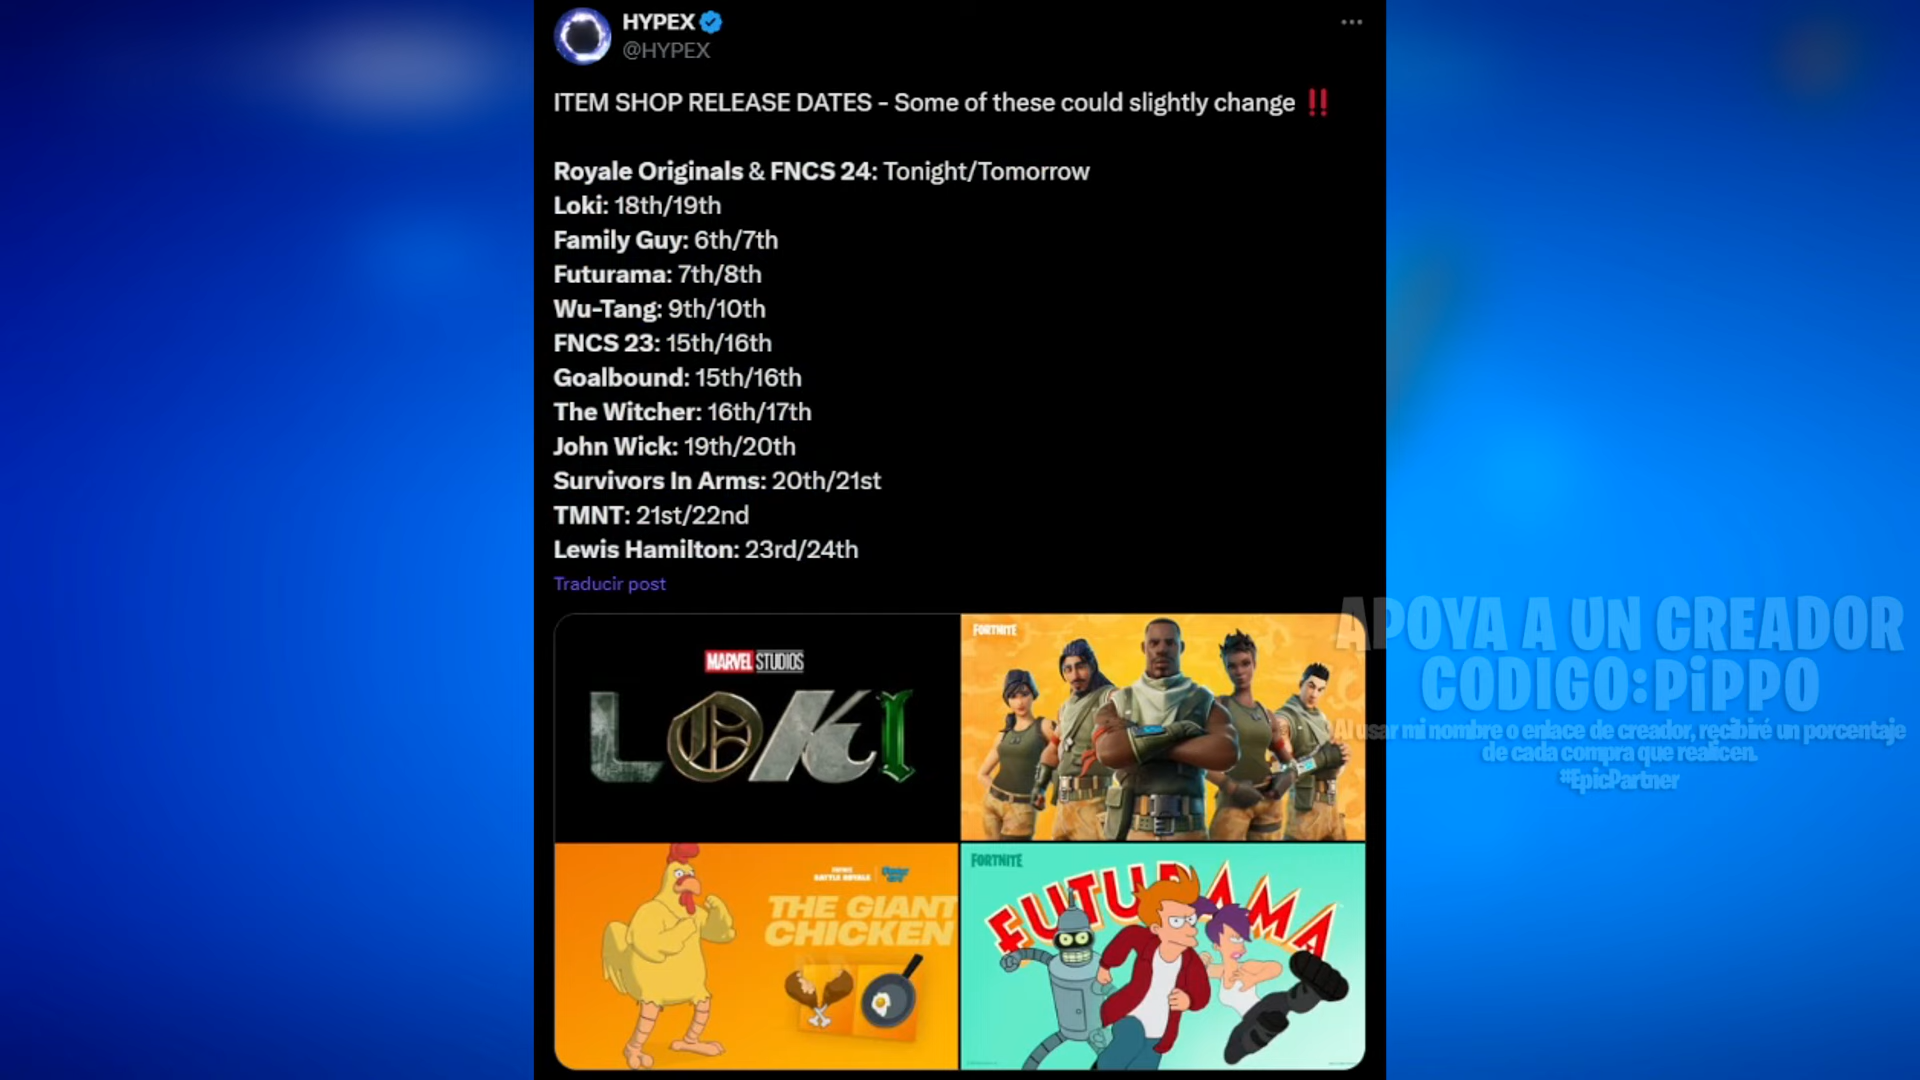 HYPEX
@HYPEX
ITEM SHOP RELEASE DATES - Some of these could slightly change ‼️
Royale Originals & FNCS 24: Tonight/Tomorrow
Loki: 18th/19th
Family Guy: 6th/7th
Futurama: 7th/8th
Wu-Tang: 9th/10th
FNCS 23: 15th/16th
Goalbound: 15th/16th
The Witcher: 16th/17th
John Wick: 19th/20th
Survivors In Arms: 20th/21st
TMNT: 21st/22nd
Lewis Hamilton: 23rd/24th
Traducir post
MARVEL STUDIOS
LOKI
FORTNITE
BATTLE ROYALE
THE GIANT
CHICKEN
FORTNITE
FUTURAMA
APOYA A UN CREADOR
CODIGO:PiPPO
Al usar mi nombre o enlace de creador, recibiré un porcentaje
de cada compra que realicen.
#EpicPartner